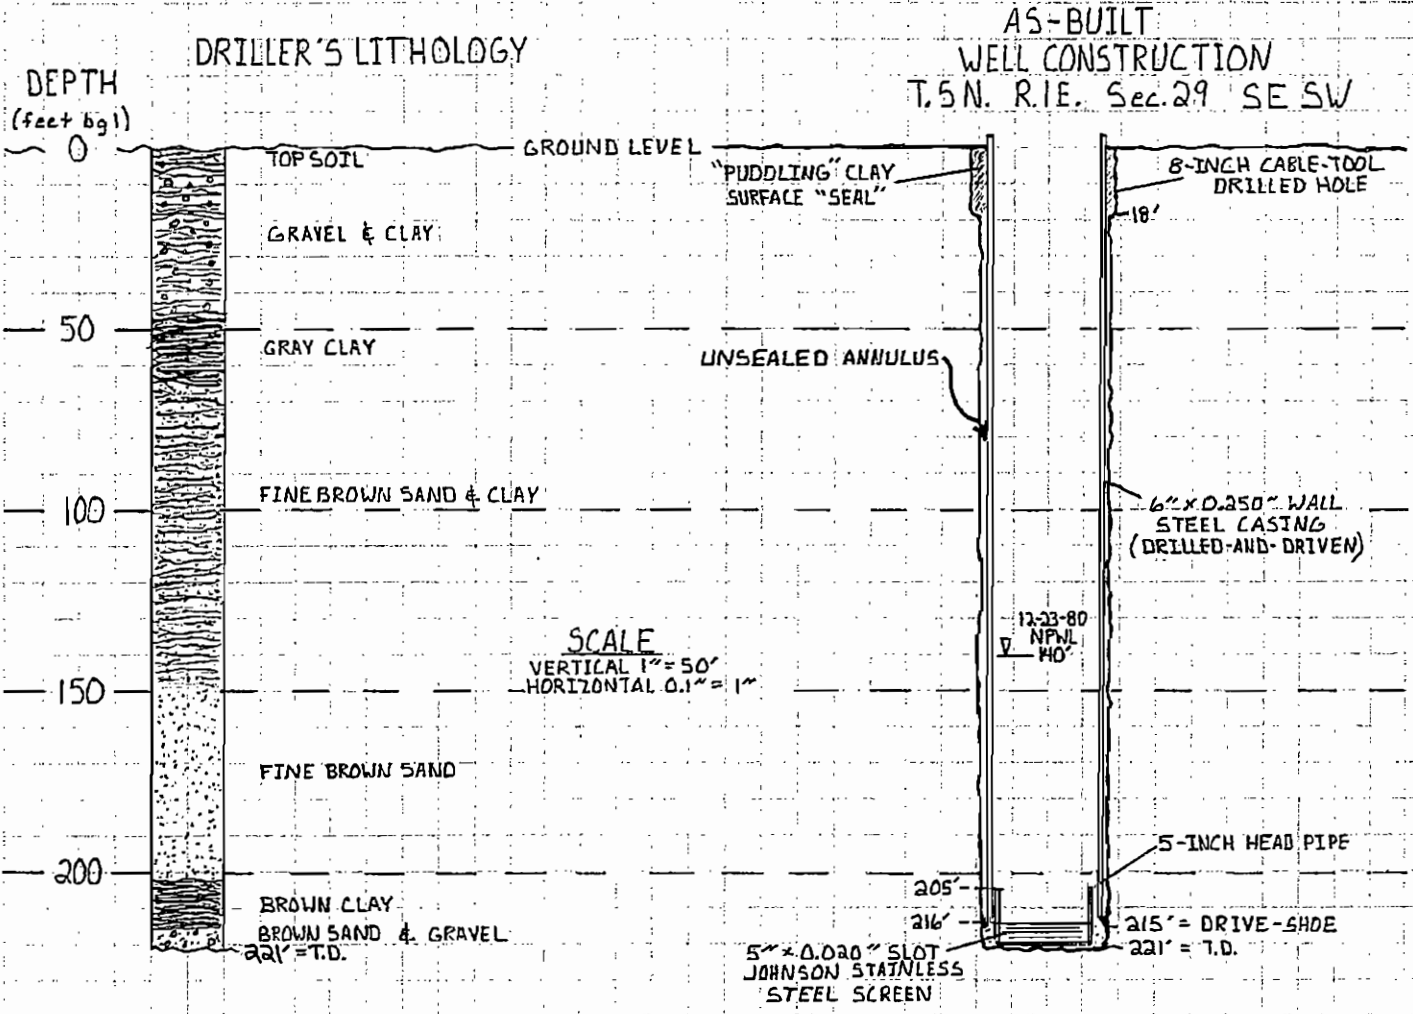 DRILLER'S LITHOLOGY
AS-BUILT
WELL CONSTRUCTION
T.5N. R.1E. Sec.29 SE SW
DEPTH
(feet bgl)
0
TOPSOIL
GROUND LEVEL
"PUDDLING" CLAY
SURFACE "SEAL"
8-INCH CABLE-TOOL
DRILLED HOLE
18'
GRAVEL & CLAY
50
GRAY CLAY
UNSEALED ANNULUS
FINE BROWN SAND & CLAY
100
6" x 0.250" WALL
STEEL CASING
(DRILLED-AND-DRIVEN)
12-23-80
NPWL
140'
SCALE
VERTICAL 1" = 50'
HORIZONTAL 0.1" = 1"
150
FINE BROWN SAND
5-INCH HEAD PIPE
200
205'
BROWN CLAY
216'
215' = DRIVE-SHOE
BROWN SAND & GRAVEL
221' = T.D.
221' = T.D.
5" x 0.020" SLOT
JOHNSON STAINLESS
STEEL SCREEN